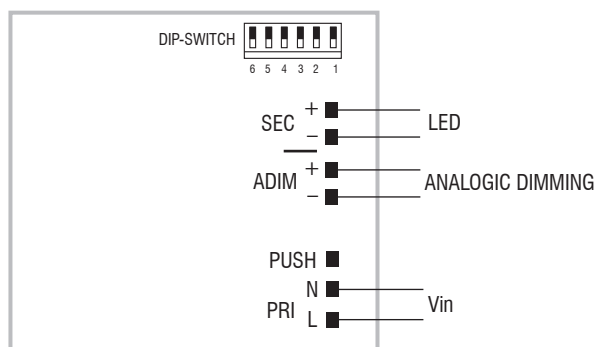 DIP-SWITCH
6 5 4 3 2 1
SEC + −
LED
ADIM + −
ANALOGIC DIMMING
PUSH
PRI N L
Vin